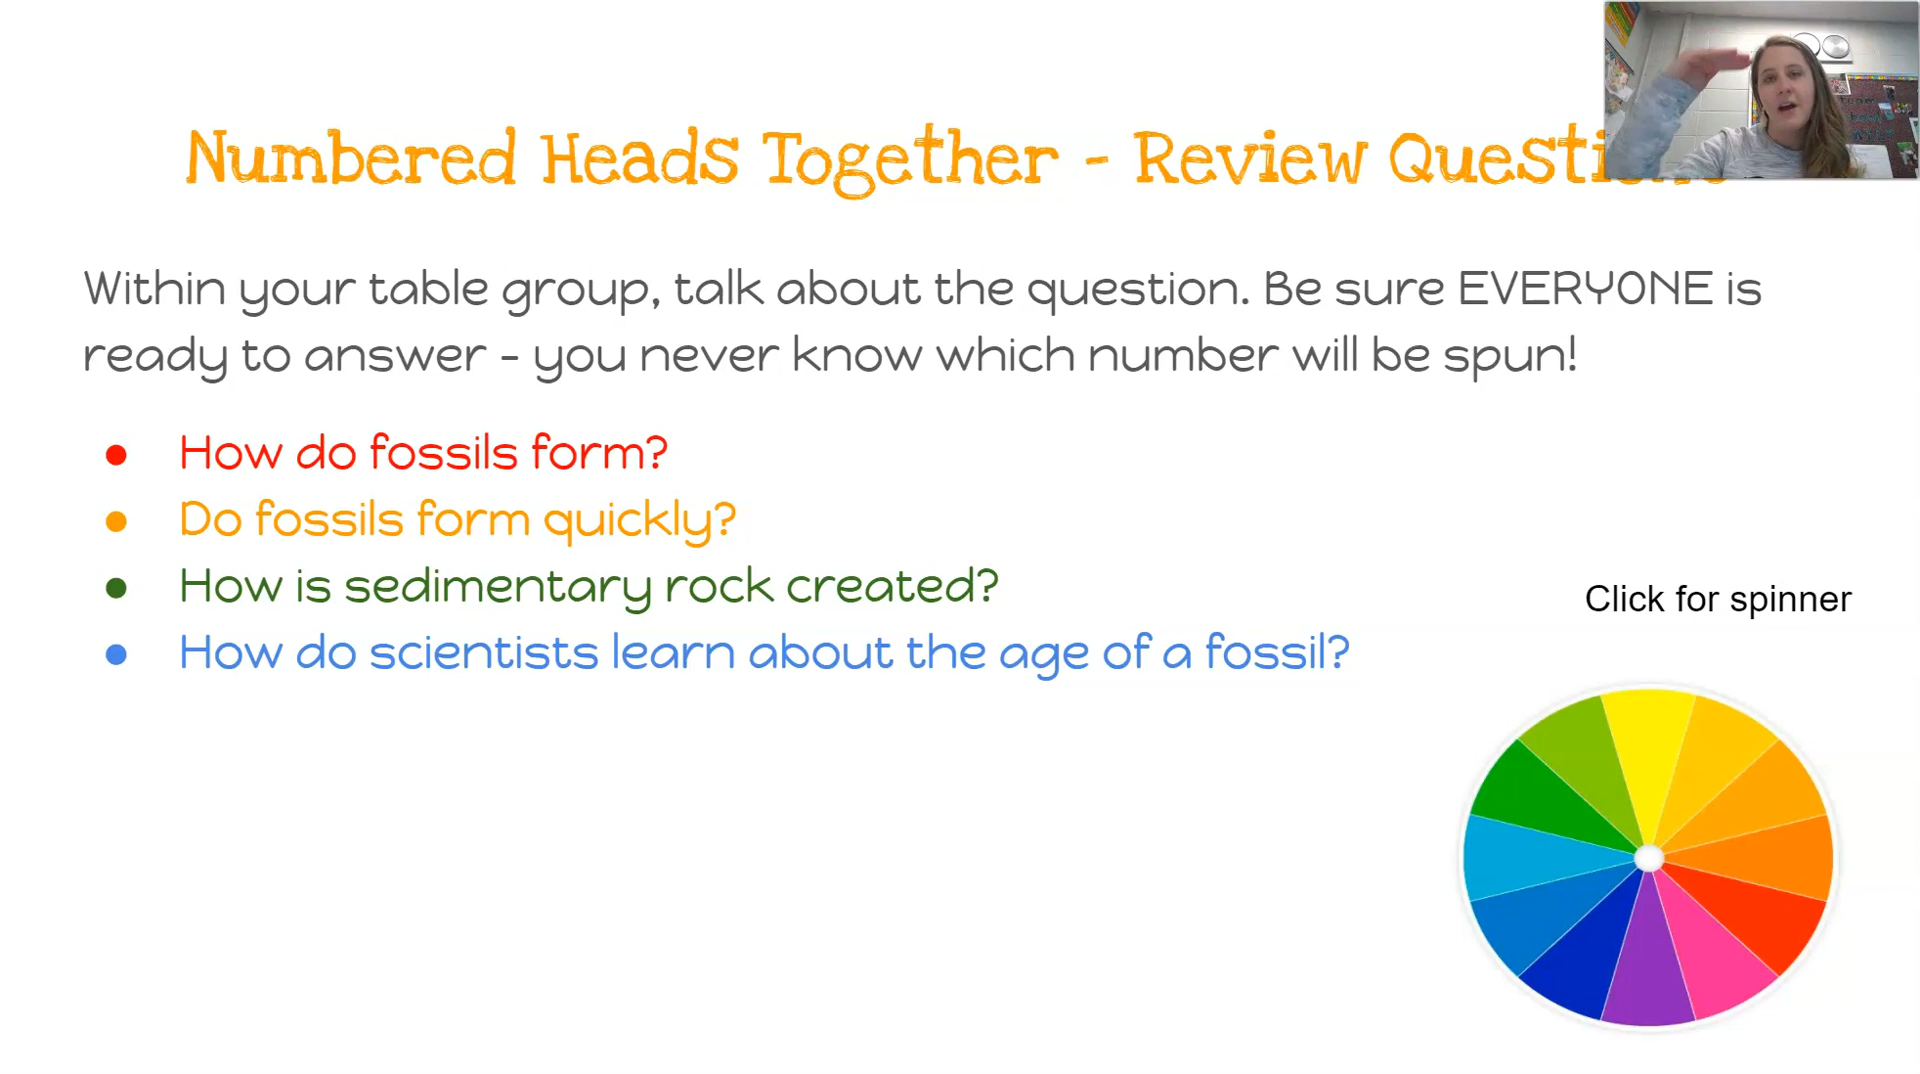 Numbered Heads Together - Review Questions
Within your table group, talk about the question. Be sure EVERYONE is
ready to answer - you never know which number will be spun!
● How do fossils form?
● Do fossils form quickly?
● How is sedimentary rock created?
● How do scientists learn about the age of a fossil?
Click for spinner